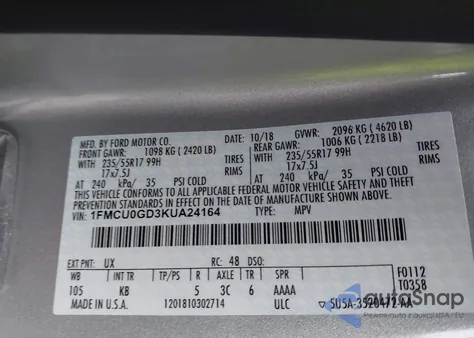 MFD. BY FORD MOTOR CO.
10/18
GVWR: 2096 KG ( 4620 LB)
FRONT GAWR: 1098 KG ( 2420 LB)
REAR GAWR: 1006 KG ( 2218 LB)
WITH 235/55R17 99H TIRES
WITH 235/55R17 99H TIRES
17x7.5J RIMS
17x7.5J RIMS
AT 240 kPa/ 35 PSI COLD
AT 240 kPa/ 35 PSI COLD
THIS VEHICLE CONFORMS TO ALL APPLICABLE FEDERAL MOTOR VEHICLE SAFETY, BUMPER, AND THEFT
PREVENTION STANDARDS IN EFFECT ON THE DATE OF MANUFACTURE SHOWN ABOVE.
VIN: 1FMCU0GD3KUA24164
TYPE: MPV
EXT PNT: UX RC: 48 DSO:
WB INT TR TP/PS R AXLE TR SPR
F0112
T0358
105 KB 5 3C 6 AAAA
MADE IN U.S.A. 1201810302714 ULC
SU5A-3520472-AA
autoSnap